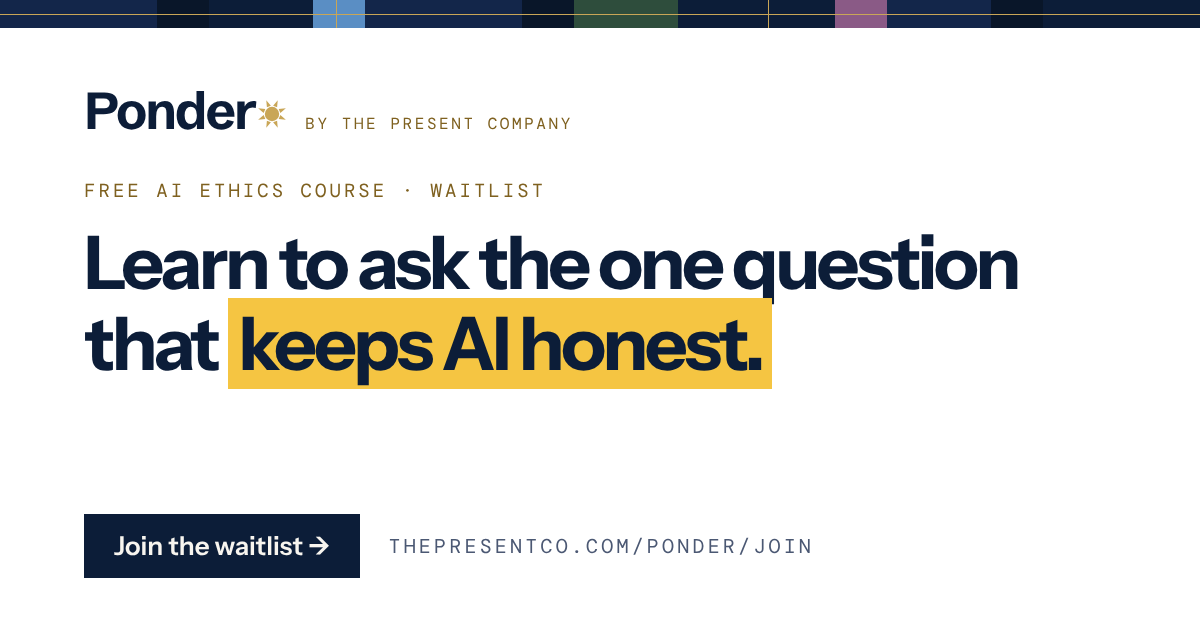 Ponder BY THE PRESENT COMPANY
FREE AI ETHICS COURSE · WAITLIST
Learn to ask the one question
that keeps AI honest.
Join the waitlist → THEPRESENTCO.COM/PONDER/JOIN